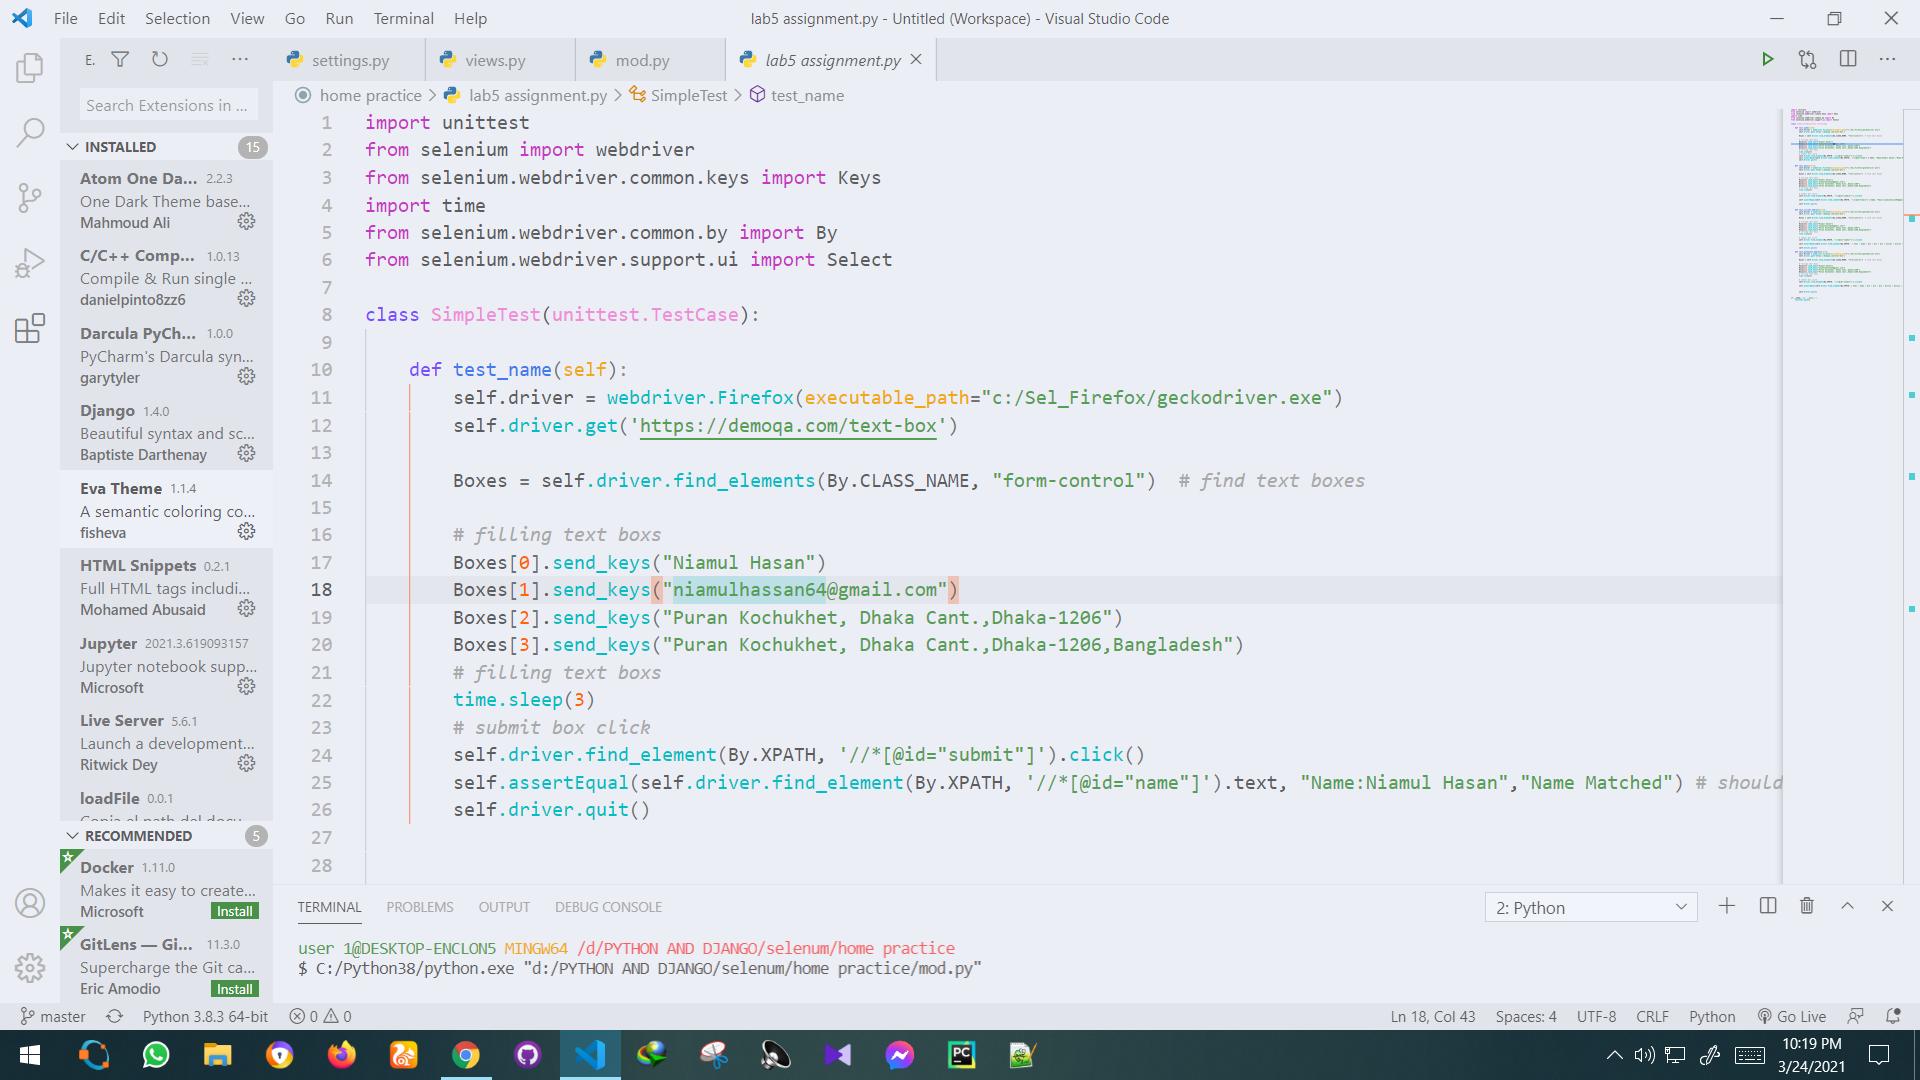 File Edit Selection View Go Run Terminal Help
lab5 assignment.py - Untitled (Workspace) - Visual Studio Code
E.
settings.py
views.py
mod.py
lab5 assignment.py
Search Extensions in ...
home practice > lab5 assignment.py > SimpleTest > test_name
INSTALLED 15
Atom One Da... 2.2.3
One Dark Theme base...
Mahmoud Ali
C/C++ Comp... 1.0.13
Compile & Run single ...
danielpinto8zz6
Darcula PyCh... 1.0.0
PyCharm's Darcula syn...
garytyler
Django 1.4.0
Beautiful syntax and sc...
Baptiste Darthenay
Eva Theme 1.1.4
A semantic coloring co...
fisheva
HTML Snippets 0.2.1
Full HTML tags includi...
Mohamed Abusaid
Jupyter 2021.3.619093157
Jupyter notebook supp...
Microsoft
Live Server 5.6.1
Launch a development...
Ritwick Dey
loadFile 0.0.1
RECOMMENDED 5
Docker 1.11.0
Makes it easy to create...
Microsoft Install
GitLens — Gi... 11.3.0
Supercharge the Git ca...
Eric Amodio Install
1 import unittest
2 from selenium import webdriver
3 from selenium.webdriver.common.keys import Keys
4 import time
5 from selenium.webdriver.common.by import By
6 from selenium.webdriver.support.ui import Select
7
8 class SimpleTest(unittest.TestCase):
9
10 def test_name(self):
11 self.driver = webdriver.Firefox(executable_path="c:/Sel_Firefox/geckodriver.exe")
12 self.driver.get('https://demoqa.com/text-box')
13
14 Boxes = self.driver.find_elements(By.CLASS_NAME, "form-control")  # find text boxes
15
16 # filling text boxs
17 Boxes[0].send_keys("Niamul Hasan")
18 Boxes[1].send_keys("niamulhassan64@gmail.com")
19 Boxes[2].send_keys("Puran Kochukhet, Dhaka Cant.,Dhaka-1206")
20 Boxes[3].send_keys("Puran Kochukhet, Dhaka Cant.,Dhaka-1206,Bangladesh")
21 # filling text boxs
22 time.sleep(3)
23 # submit box click
24 self.driver.find_element(By.XPATH, '//*[@id="submit"]').click()
25 self.assertEqual(self.driver.find_element(By.XPATH, '//*[@id="name"]').text, "Name:Niamul Hasan","Name Matched") # should
26 self.driver.quit()
27
28
TERMINAL PROBLEMS OUTPUT DEBUG CONSOLE
2: Python
user 1@DESKTOP-ENCLON5 MINGW64 /d/PYTHON AND DJANGO/selenum/home practice
$ C:/Python38/python.exe "d:/PYTHON AND DJANGO/selenum/home practice/mod.py"
master Python 3.8.3 64-bit 0 0
Ln 18, Col 43 Spaces: 4 UTF-8 CRLF Python Go Live
PC
10:19 PM
3/24/2021